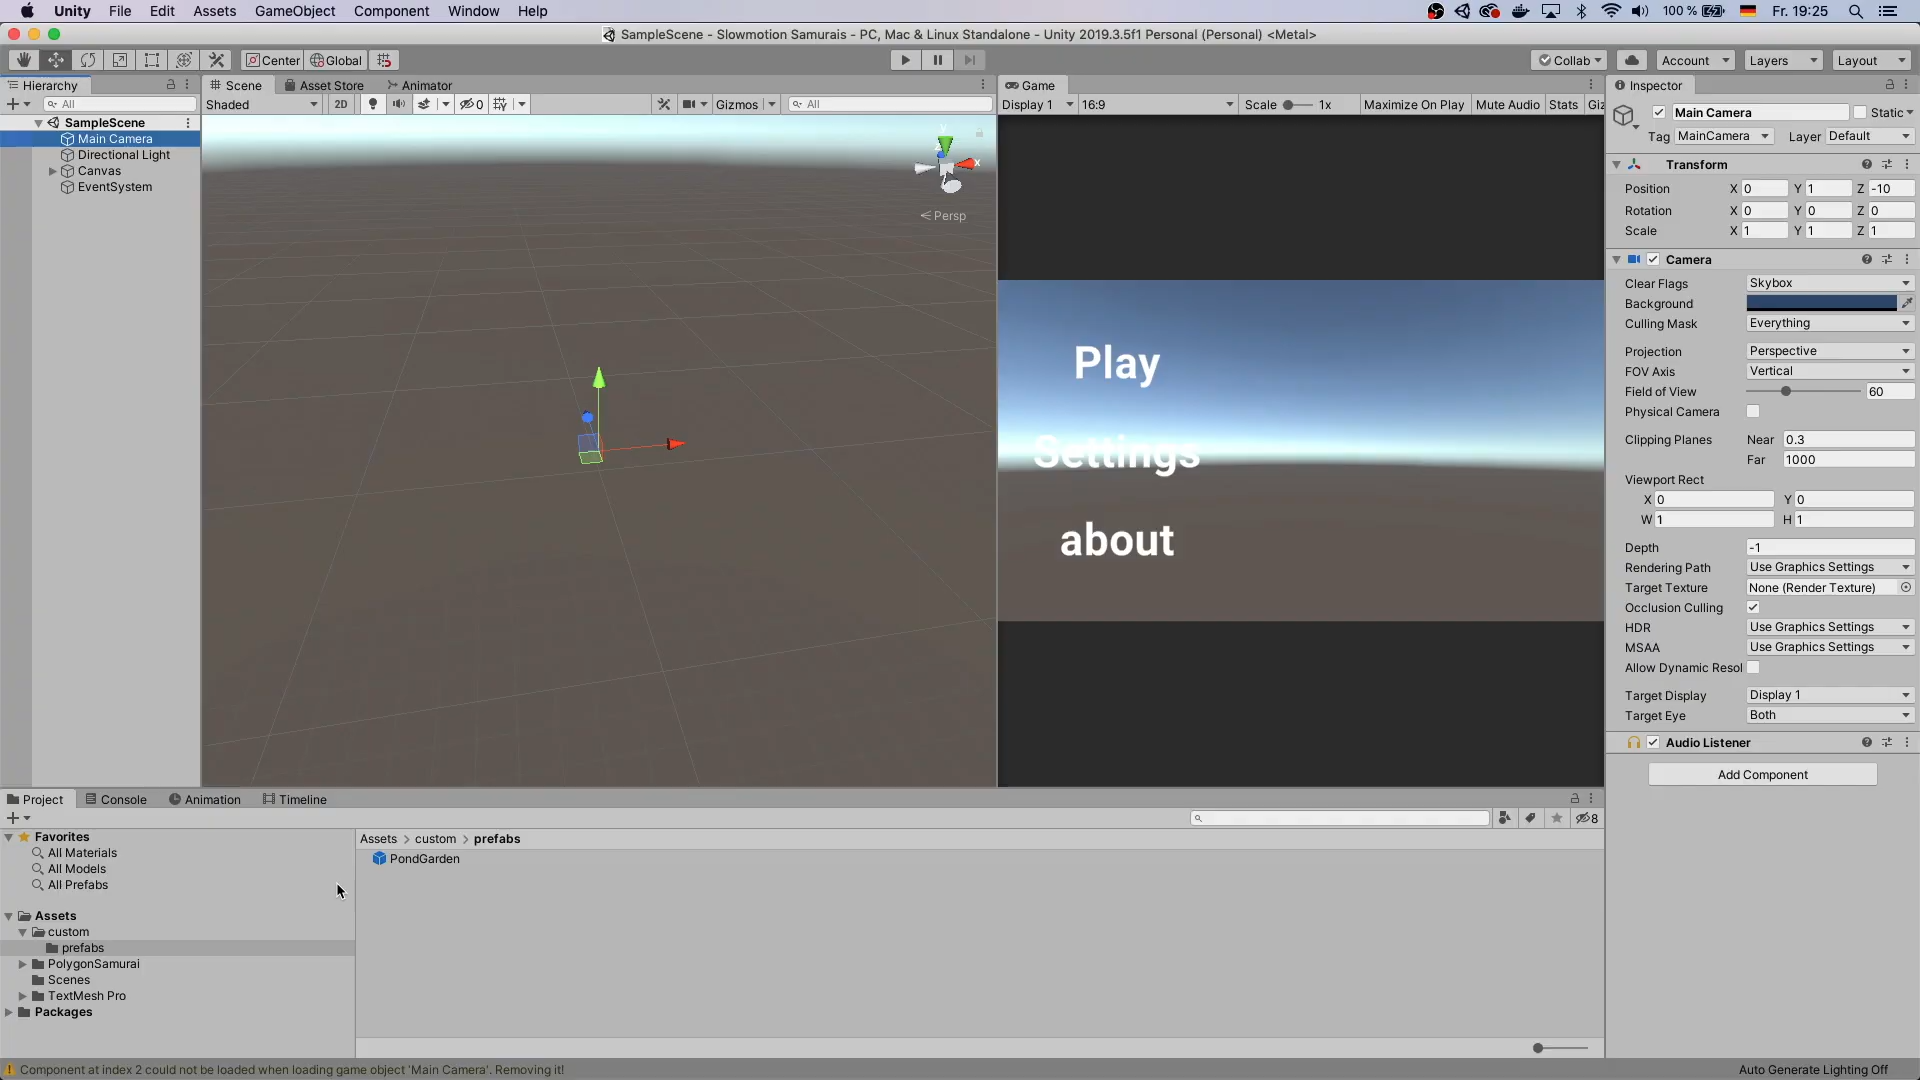 Unity File Edit Assets GameObject Component Window Help
100 % Fr. 19:25
SampleScene - Slowmotion Samurais - PC, Mac & Linux Standalone - Unity 2019.3.5f1 Personal (Personal) <Metal>
Center Global
Collab Account Layers Layout
Hierarchy
All
SampleScene
Main Camera
Directional Light
Canvas
EventSystem
Scene Asset Store Animator
Shaded 2D 0 Gizmos All
y
x
Persp
Game
Display 1 16:9 Scale 1x Maximize On Play Mute Audio Stats Giz
Play
Settings
about
Inspector
Main Camera Static
Tag MainCamera Layer Default
Transform
Position X 0 Y 1 Z -10
Rotation X 0 Y 0 Z 0
Scale X 1 Y 1 Z 1
Camera
Clear Flags Skybox
Background
Culling Mask Everything
Projection Perspective
FOV Axis Vertical
Field of View 60
Physical Camera
Clipping Planes Near 0.3
Far 1000
Viewport Rect
X 0 Y 0
W 1 H 1
Depth -1
Rendering Path Use Graphics Settings
Target Texture None (Render Texture)
Occlusion Culling
HDR Use Graphics Settings
MSAA Use Graphics Settings
Allow Dynamic Resol
Target Display Display 1
Target Eye Both
Audio Listener
Add Component
Project Console Animation Timeline
8
Favorites
All Materials
All Models
All Prefabs
Assets
custom
prefabs
PolygonSamurai
Scenes
TextMesh Pro
Packages
Assets > custom > prefabs
PondGarden
Component at index 2 could not be loaded when loading game object 'Main Camera'. Removing it!
Auto Generate Lighting Off